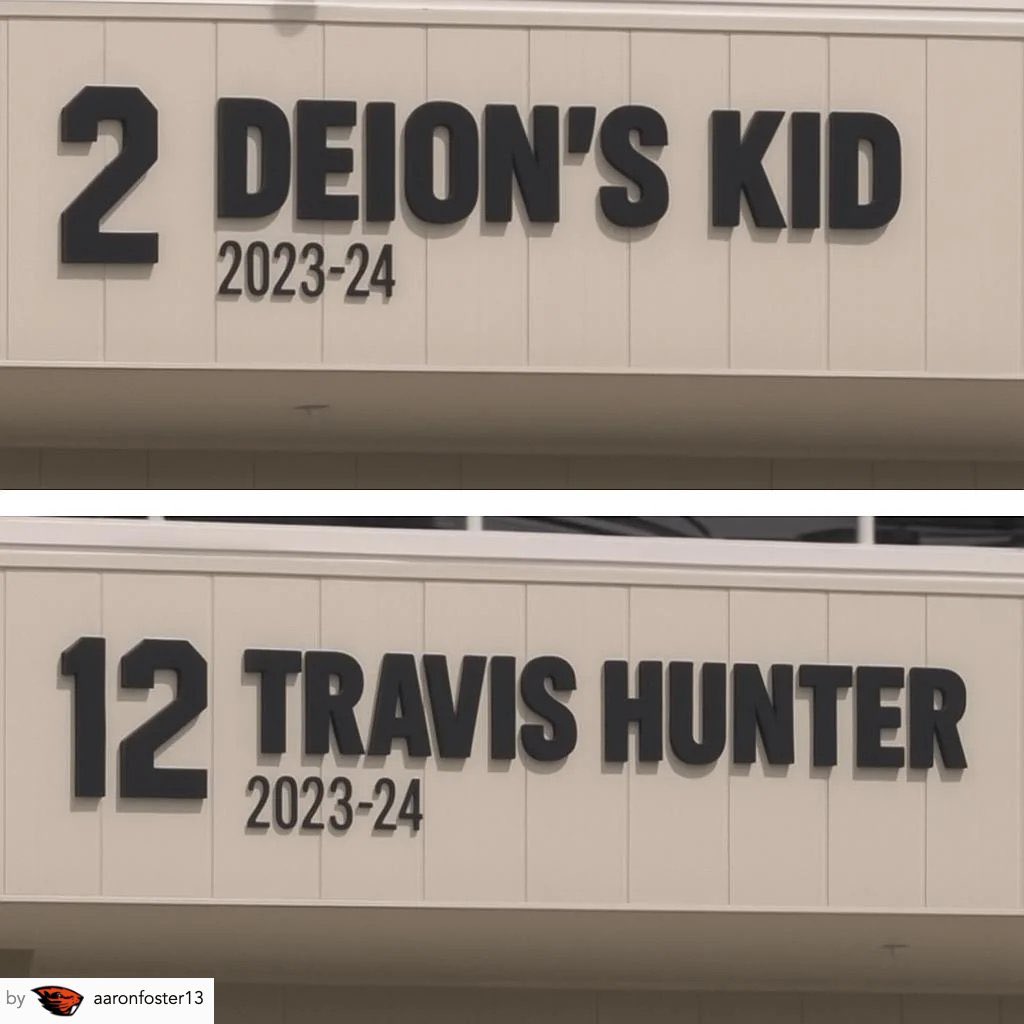 2 DEION'S KID
2023-24
12 TRAVIS HUNTER
2023-24
by aaronfoster13